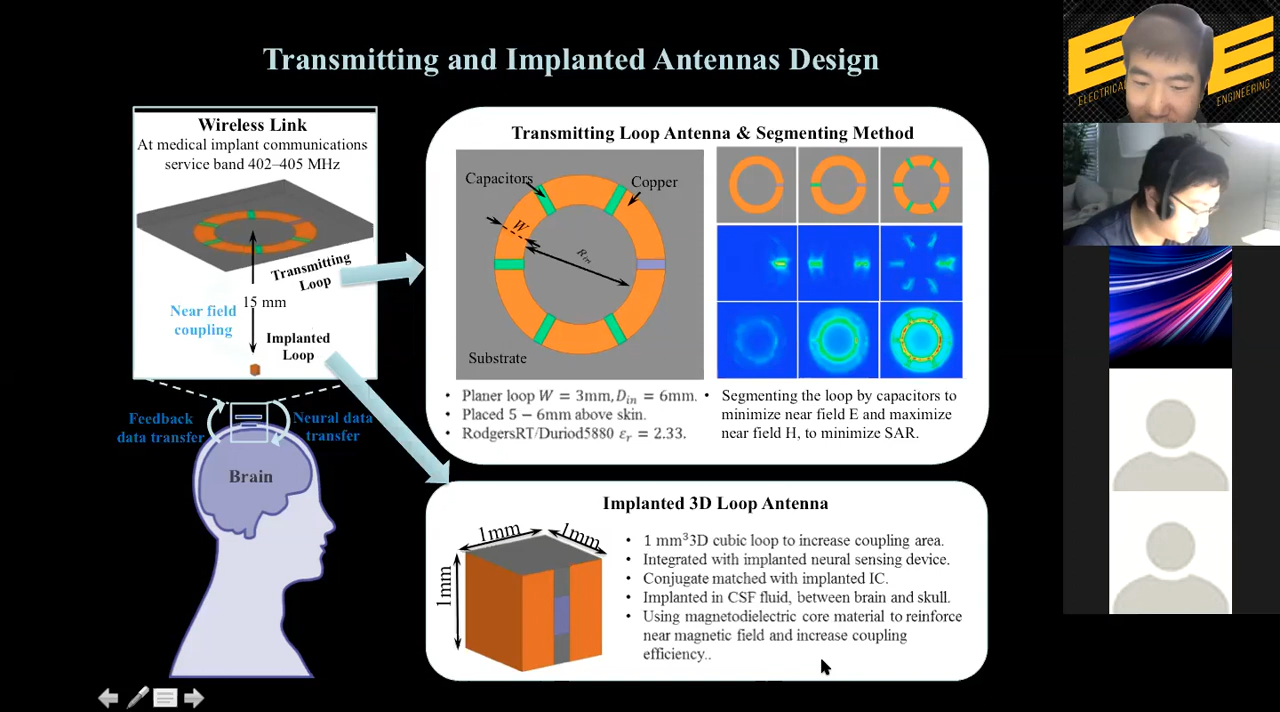 Transmitting and Implanted Antennas Design
Wireless Link
At medical implant communications
service band 402–405 MHz
Transmitting
Loop
15 mm
Near field
coupling
Implanted
Loop
Feedback
data transfer
Neural data
transfer
Brain
Transmitting Loop Antenna & Segmenting Method
Capacitors
Copper
W
R_in
Substrate
• Planer loop W = 3mm, D_in = 6mm.
• Placed 5 − 6mm above skin.
• RodgersRT/Duriod5880 ε_r = 2.33.
• Segmenting the loop by capacitors to
minimize near field E and maximize
near field H, to minimize SAR.
Implanted 3D Loop Antenna
1mm
1mm
1mm
• 1 mm³3D cubic loop to increase coupling area.
• Integrated with implanted neural sensing device.
• Conjugate matched with implanted IC.
• Implanted in CSF fluid, between brain and skull.
• Using magnetodielectric core material to reinforce
near magnetic field and increase coupling
efficiency..
E E
ELECTRICA
ENGINEERING